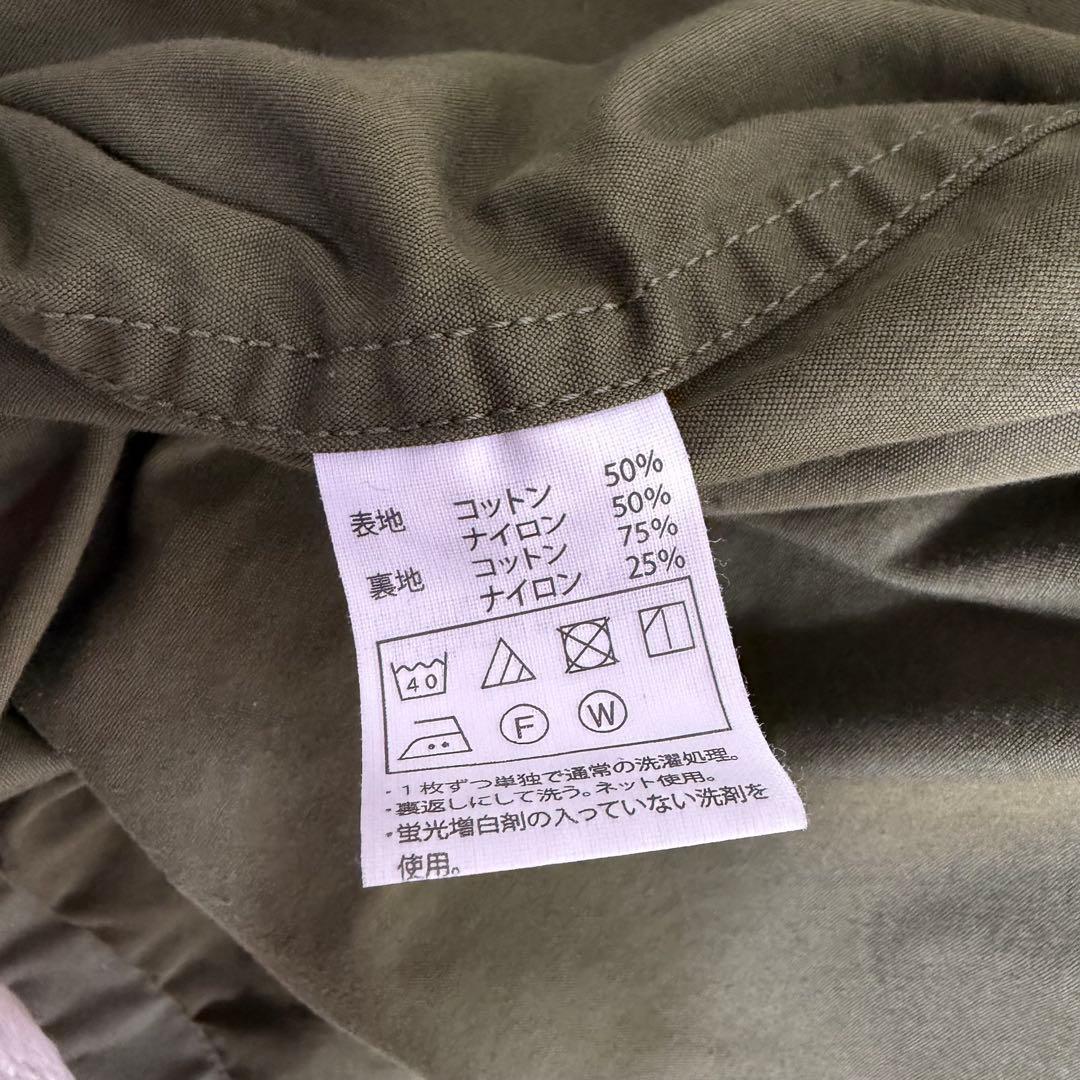 表地 コットン 50%
ナイロン 50%
裏地 コットン 75%
ナイロン 25%
40
F W
・1枚ずつ単独で通常の洗濯処理。
・裏返しにして洗う。ネット使用。
・蛍光増白剤の入っていない洗剤を
使用。